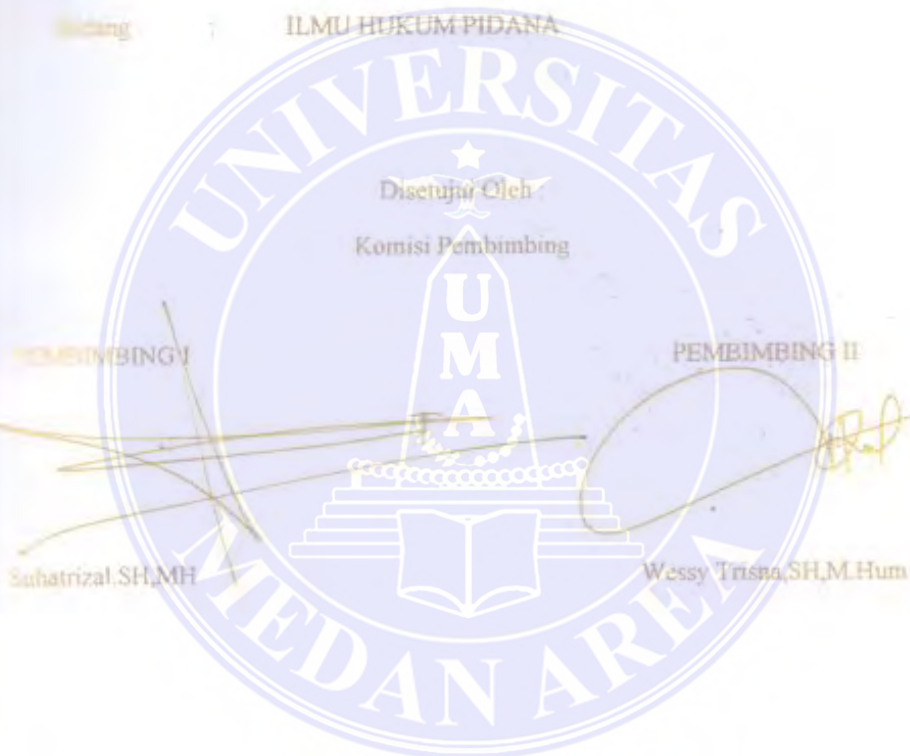 Bidang : ILMU HUKUM PIDANA
UNIVERSITAS
Disetujui Oleh :
Komisi Pembimbing
UMA
PEMBIMBING I PEMBIMBING II
Suhatrizal.SH,MH Wessy Trisna,SH,M.Hum
MEDAN AREA